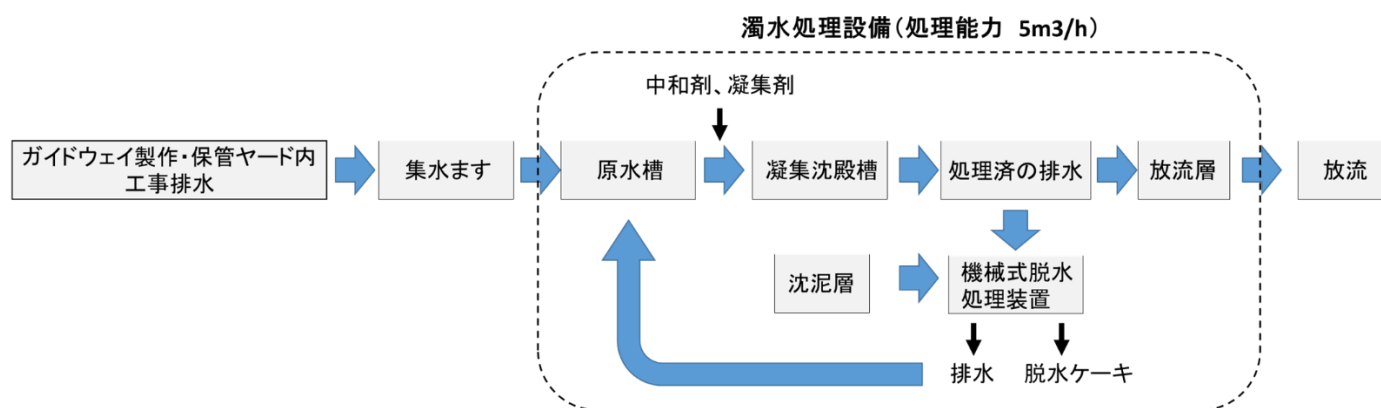 濁水処理設備(処理能力 5m3/h)
中和剤、凝集剤
ガイドウェイ製作・保管ヤード内
工事排水
集水ます
原水槽
凝集沈殿槽
処理済の排水
放流層
放流
沈泥層
機械式脱水
処理装置
排水
脱水ケーキ